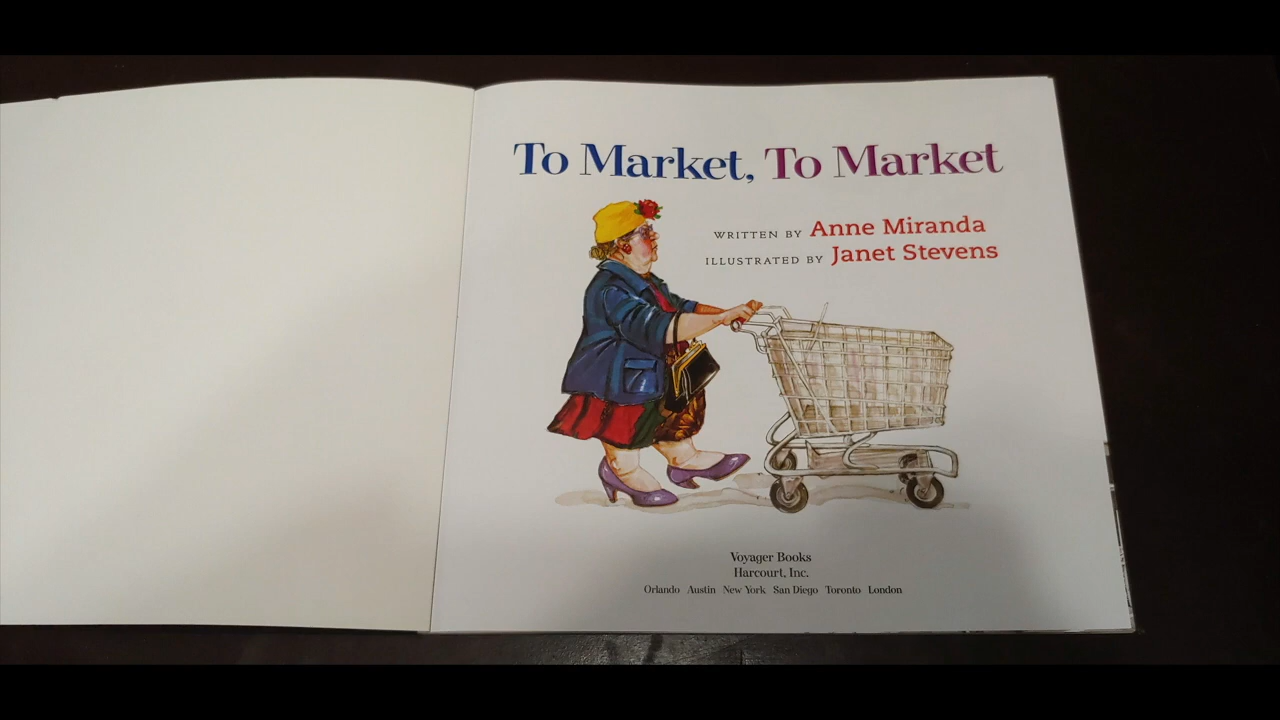 To Market, To Market
WRITTEN BY Anne Miranda
ILLUSTRATED BY Janet Stevens
Voyager Books
Harcourt, Inc.
Orlando Austin New York San Diego Toronto London